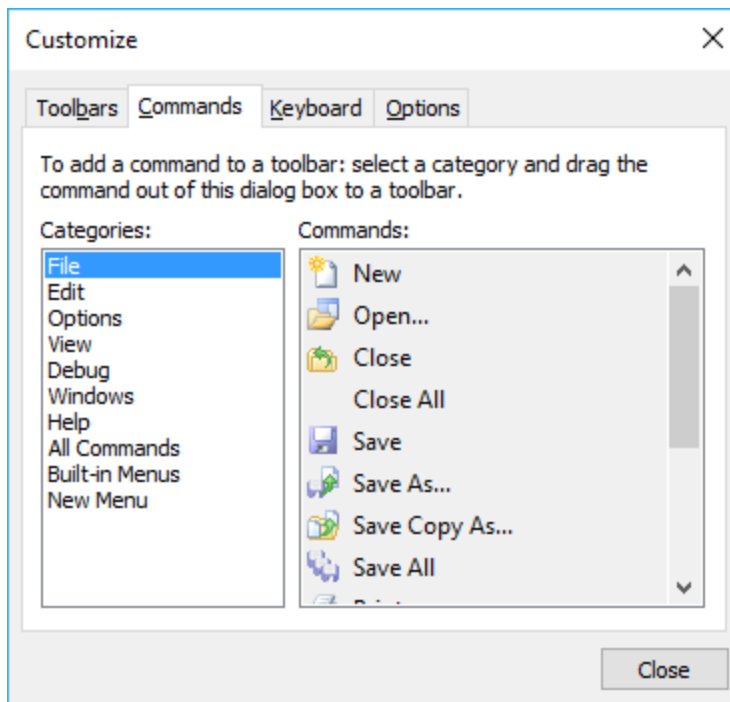 Customize
Toolbars Commands Keyboard Options
To add a command to a toolbar: select a category and drag the
command out of this dialog box to a toolbar.
Categories:
File
Edit
Options
View
Debug
Windows
Help
All Commands
Built-in Menus
New Menu
Commands:
New
Open...
Close
Close All
Save
Save As...
Save Copy As...
Save All
Close